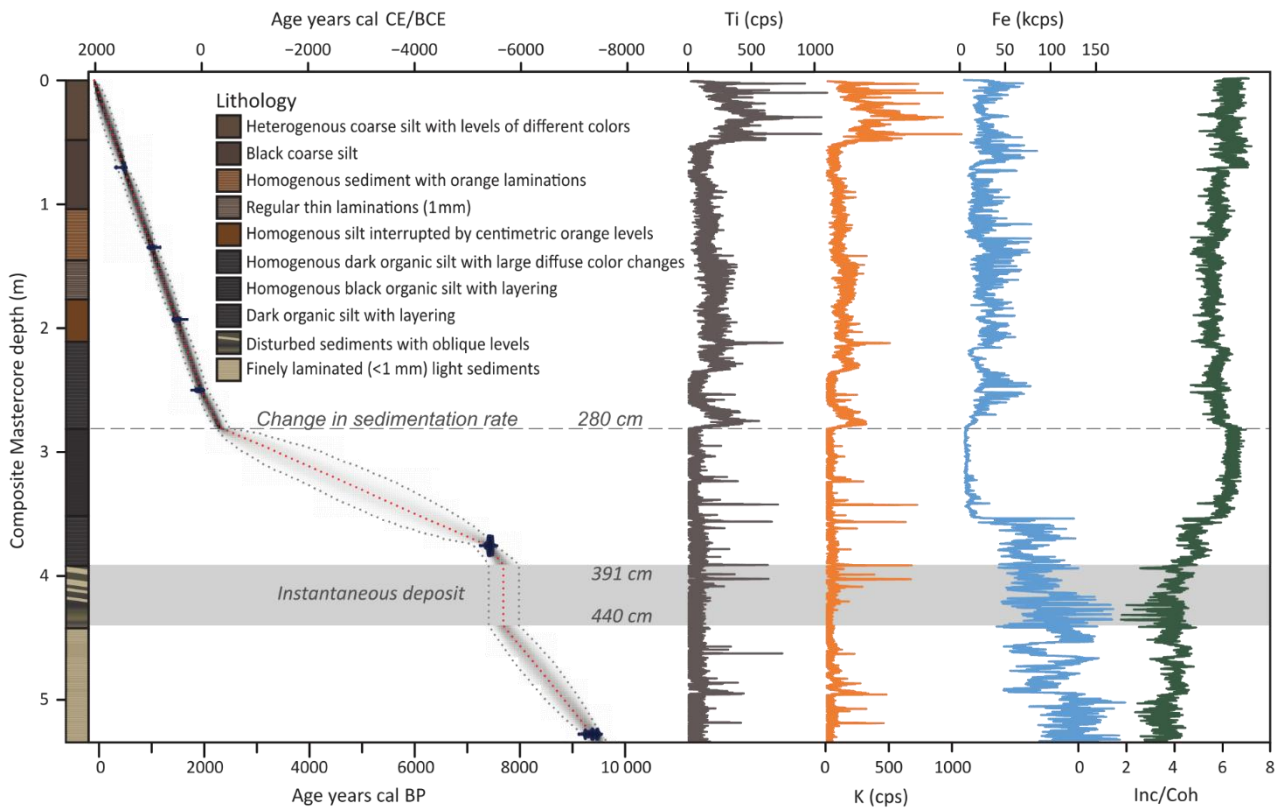 Age years cal CE/BCE
Ti (cps)
Fe (kcps)
2000 0 −2000 −4000 −6000 −8000
0 500 1000
0 50 100 150
Composite Mastercore depth (m)
0
1
2
3
4
5
Lithology
Heterogenous coarse silt with levels of different colors
Black coarse silt
Homogenous sediment with orange laminations
Regular thin laminations (1mm)
Homogenous silt interrupted by centimetric orange levels
Homogenous dark organic silt with large diffuse color changes
Homogenous black organic silt with layering
Dark organic silt with layering
Disturbed sediments with oblique levels
Finely laminated (<1 mm) light sediments
Change in sedimentation rate 280 cm
391 cm
Instantaneous deposit
440 cm
0 2000 4000 6000 8000 10 000
0 500 1000
0 2 4 6 8
Age years cal BP
K (cps)
Inc/Coh